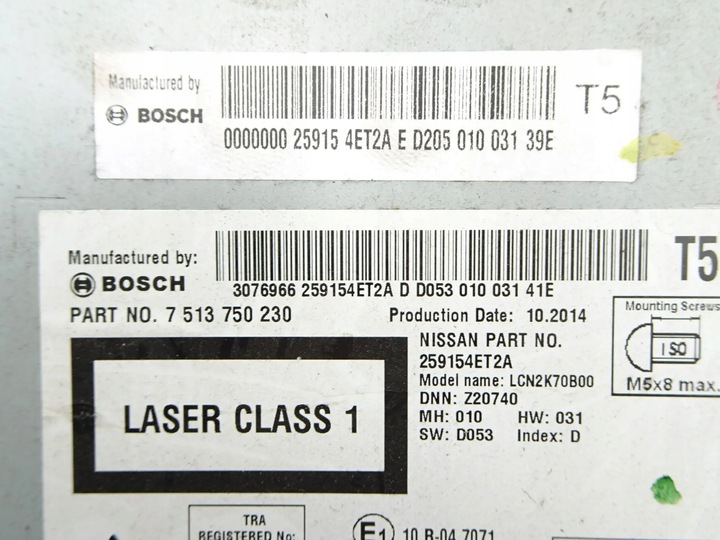 Manufactured by
BOSCH
T5
0000000 25915 4ET2A E D205 010 031 39E
Manufactured by:
BOSCH
T5
3076966 259154ET2A D D053 010 031 41E
PART NO. 7 513 750 230
Production Date: 10.2014
NISSAN PART NO.
259154ET2A
Model name: LCN2K70B00
DNN: Z20740
MH: 010 HW: 031
SW: D053 Index: D
Mounting Screws
ISO
M5x8 max.
LASER CLASS 1
TRA
REGISTERED No:
E1 10 R-04 7071